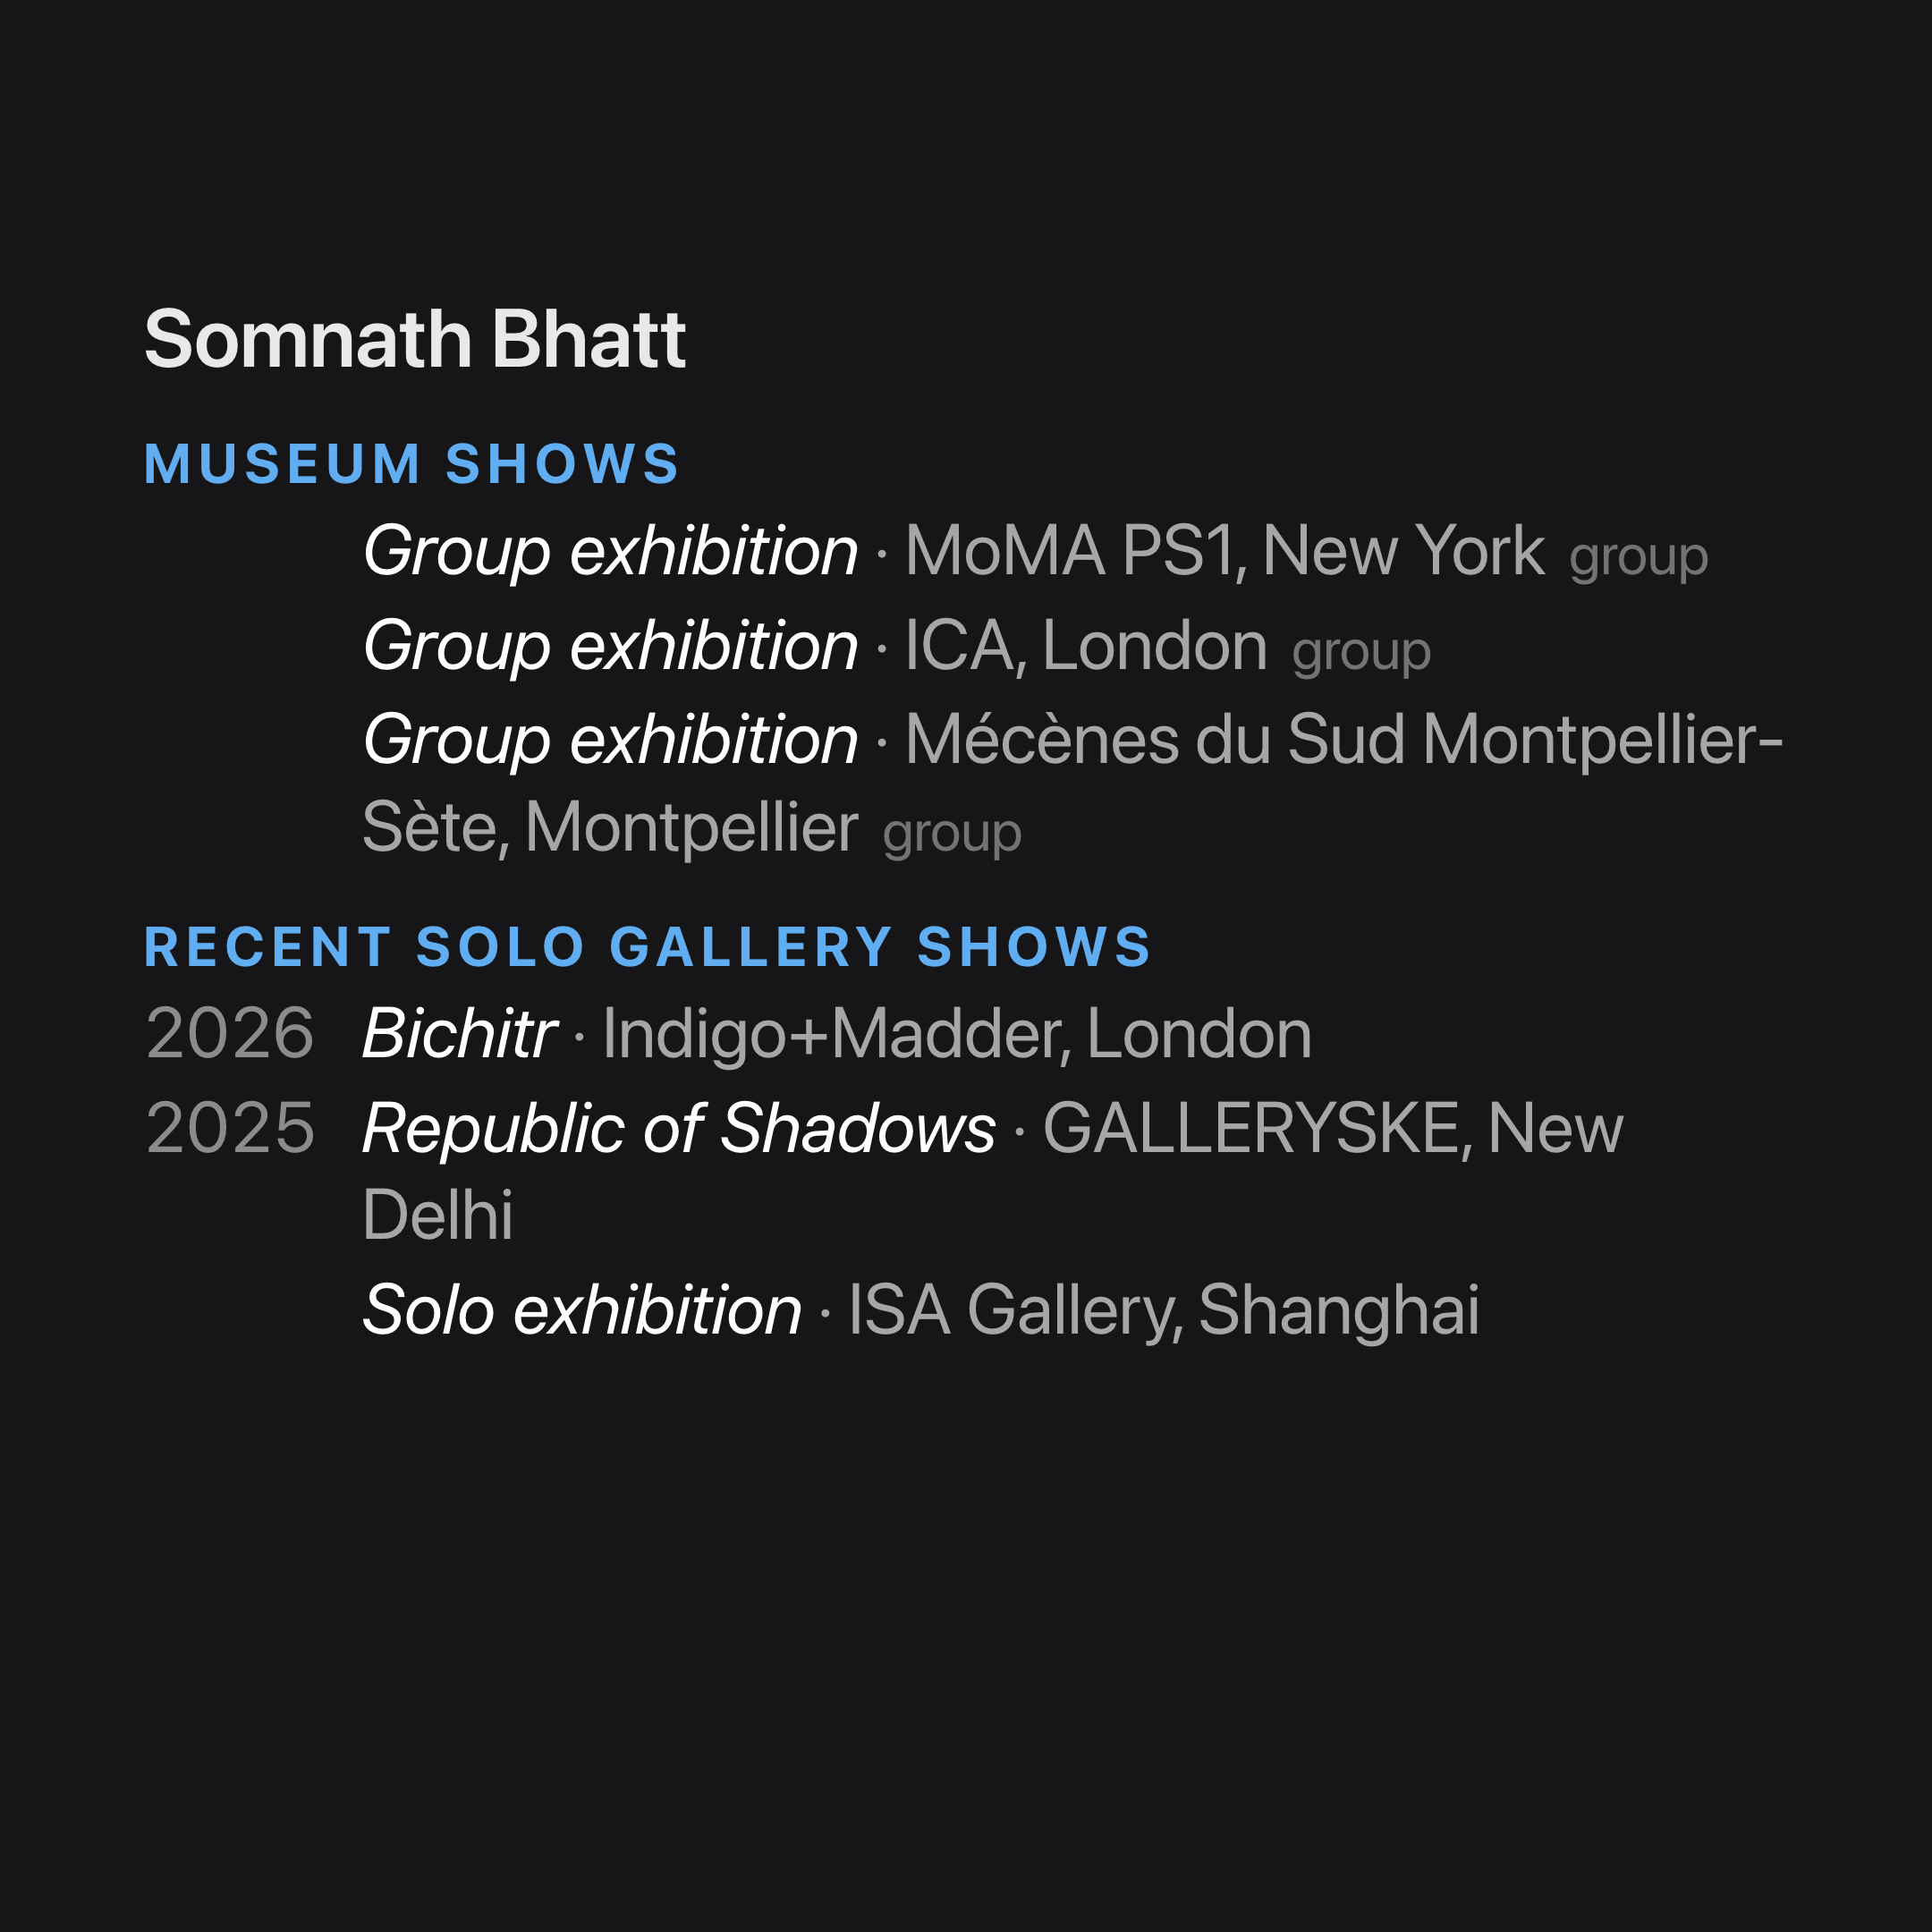 Somnath Bhatt
MUSEUM SHOWS
Group exhibition · MoMA PS1, New York group
Group exhibition · ICA, London group
Group exhibition · Mécènes du Sud Montpellier-
Sète, Montpellier group
RECENT SOLO GALLERY SHOWS
2026 Bichitr · Indigo+Madder, London
2025 Republic of Shadows · GALLERYSKE, New
Delhi
Solo exhibition · ISA Gallery, Shanghai